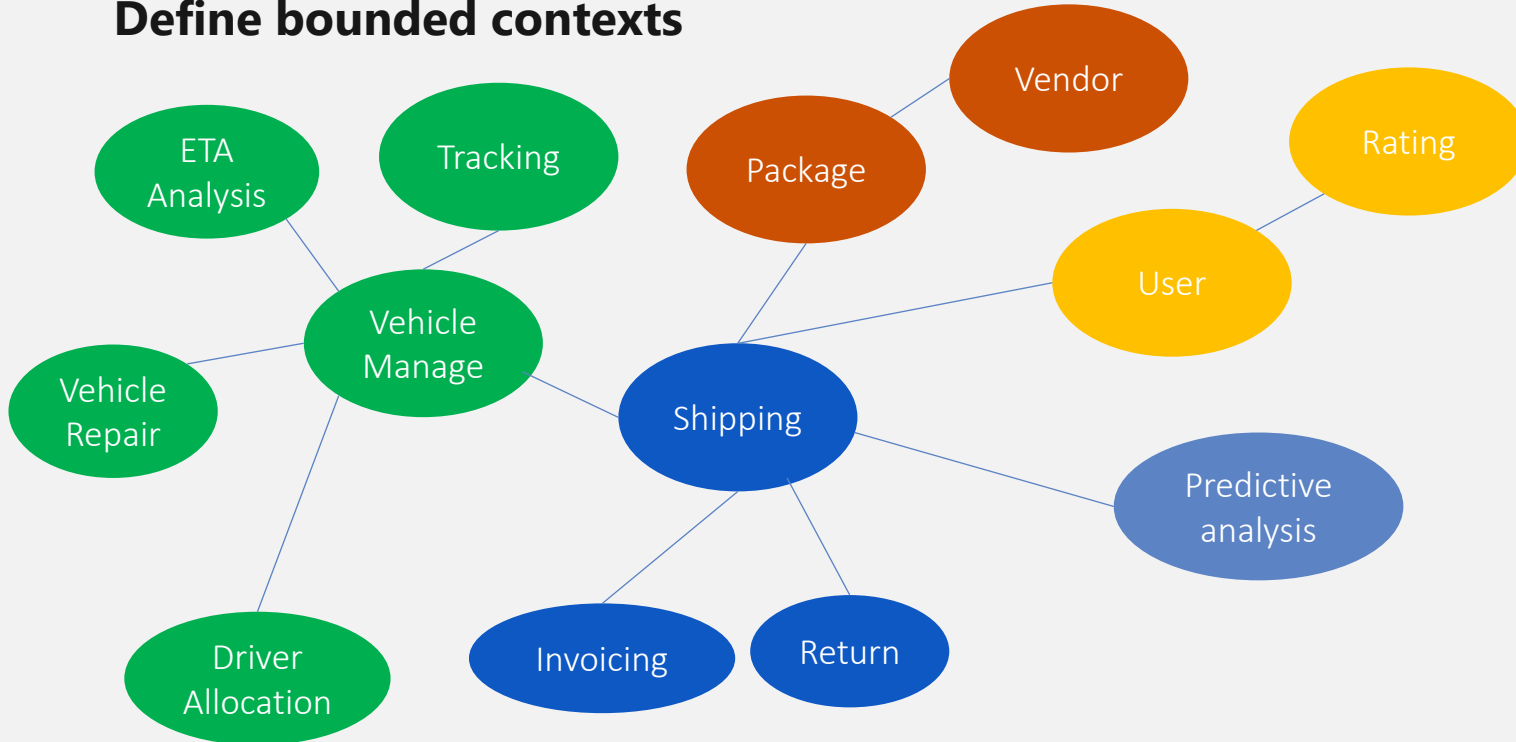 Define bounded contexts
Vendor
Rating
ETA
Analysis
Tracking
Package
User
Vehicle
Manage
Vehicle
Repair
Shipping
Predictive
analysis
Driver
Allocation
Invoicing
Return